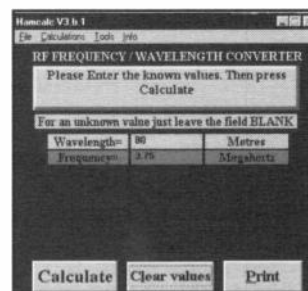 Hamcalc V3.b.1
File Calculations Tools Info
RF FREQUENCY / WAVELENGTH CONVERTER
Please Enter the known values. Then press
Calculate
For an unknown value just leave the field BLANK
Wavelength= 80 Metres
Frequency= 3.75 Megahertz
Calculate Clear values Print